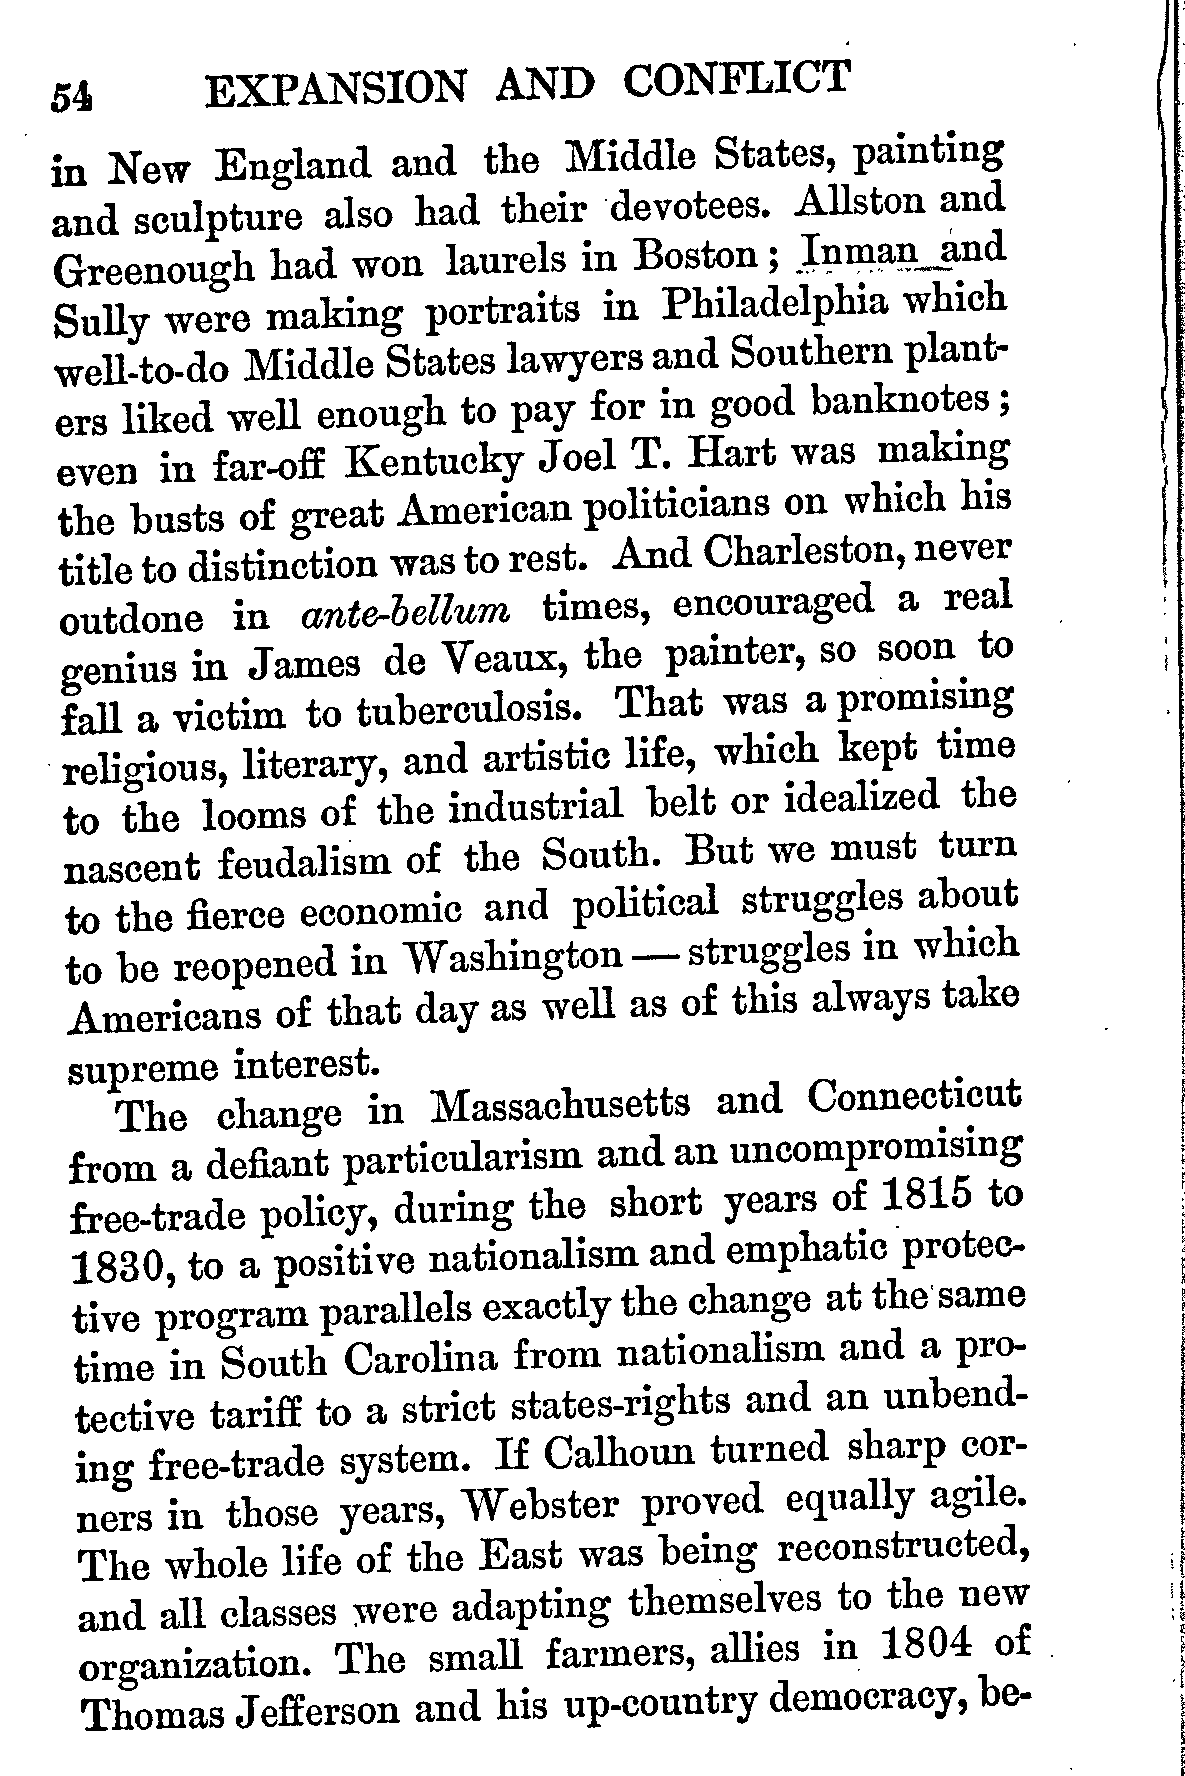 54 EXPANSION AND CONFLICT
in New England and the Middle States, painting
and sculpture also had their devotees. Allston and
Greenough had won laurels in Boston; Inman and
Sully were making portraits in Philadelphia which
well-to-do Middle States lawyers and Southern plant-
ers liked well enough to pay for in good banknotes;
even in far-off Kentucky Joel T. Hart was making
the busts of great American politicians on which his
title to distinction was to rest. And Charleston, never
outdone in ante-bellum times, encouraged a real
genius in James de Veaux, the painter, so soon to
fall a victim to tuberculosis. That was a promising
religious, literary, and artistic life, which kept time
to the looms of the industrial belt or idealized the
nascent feudalism of the South. But we must turn
to the fierce economic and political struggles about
to be reopened in Washington — struggles in which
Americans of that day as well as of this always take
supreme interest.
The change in Massachusetts and Connecticut
from a defiant particularism and an uncompromising
free-trade policy, during the short years of 1815 to
1830, to a positive nationalism and emphatic protec-
tive program parallels exactly the change at the same
time in South Carolina from nationalism and a pro-
tective tariff to a strict states-rights and an unbend-
ing free-trade system. If Calhoun turned sharp cor-
ners in those years, Webster proved equally agile.
The whole life of the East was being reconstructed,
and all classes were adapting themselves to the new
organization. The small farmers, allies in 1804 of
Thomas Jefferson and his up-country democracy, be-